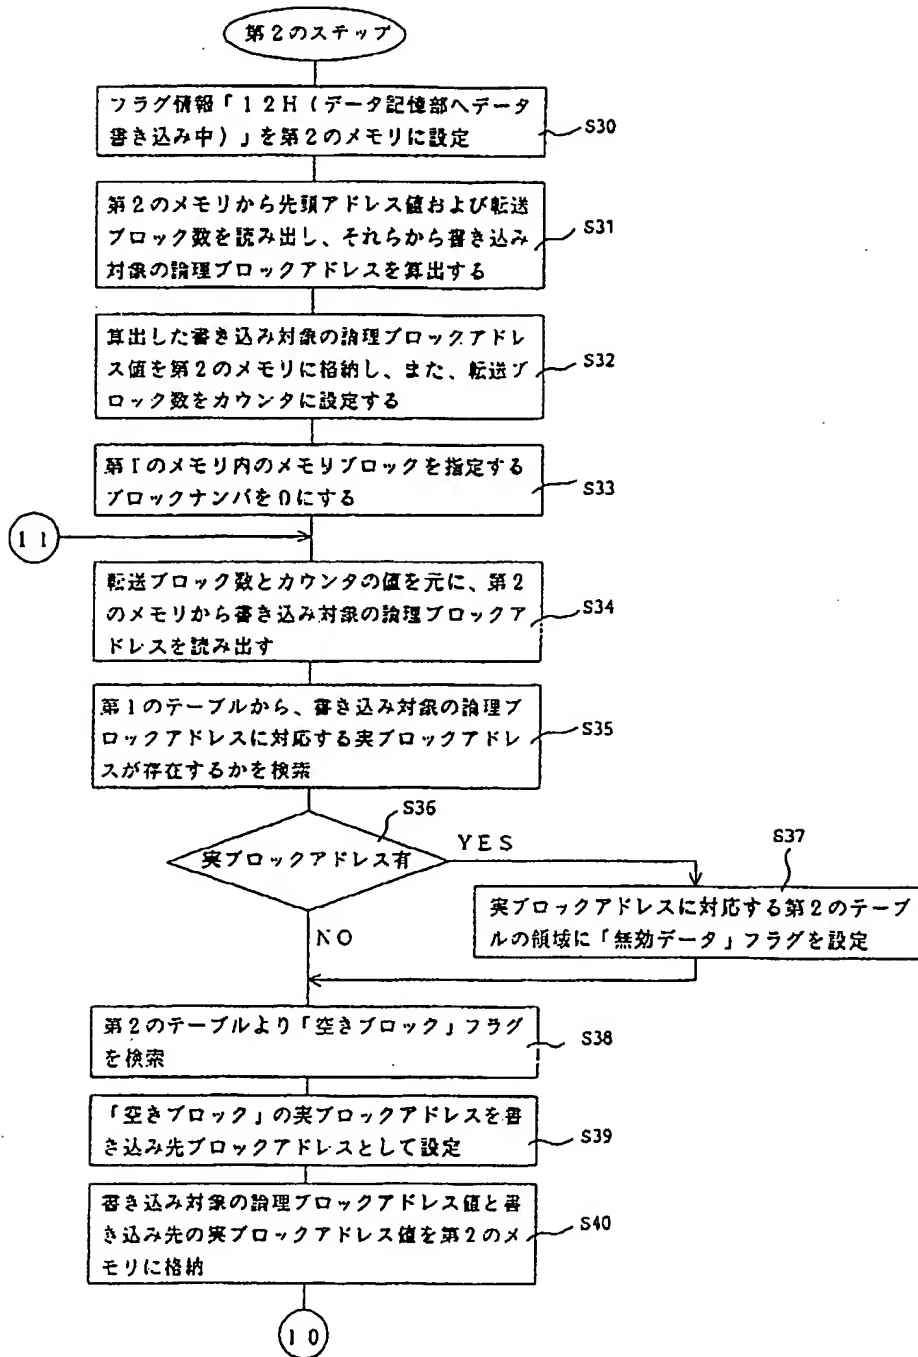 第2のステップ
フラグ情報「12H(データ記憶部へデータ
書き込み中)」を第2のメモリに設定
S30
第2のメモリから先頭アドレス値および転送
ブロック数を読み出し、それらから書き込み
対象の論理ブロックアドレスを算出する
S31
算出した書き込み対象の論理ブロックアドレ
ス値を第2のメモリに格納し、また、転送ブ
ロック数をカウンタに設定する
S32
第1のメモリ内のメモリブロックを指定する
ブロックナンバを0にする
S33
11
転送ブロック数とカウンタの値を元に、第2
のメモリから書き込み対象の論理ブロックア
ドレスを読み出す
S34
第1のテーブルから、書き込み対象の論理ブ
ロックアドレスに対応する実ブロックアドレ
スが存在するかを検索
S35
S36
実ブロックアドレス有
YES
S37
実ブロックアドレスに対応する第2のテーブ
ルの領域に「無効データ」フラグを設定
NO
第2のテーブルより「空きブロック」フラグ
を検索
S38
「空きブロック」の実ブロックアドレスを書
き込み先ブロックアドレスとして設定
S39
書き込み対象の論理ブロックアドレス値と書
き込み先の実ブロックアドレス値を第2のメ
モリに格納
S40
10